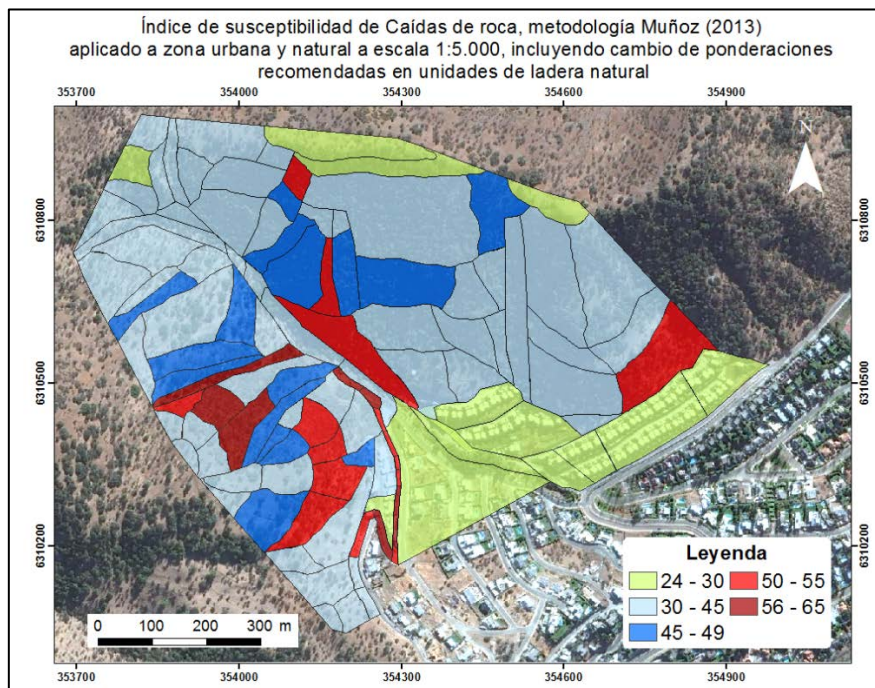 Índice de susceptibilidad de Caídas de roca, metodología Muñoz (2013)
aplicado a zona urbana y natural a escala 1:5.000, incluyendo cambio de ponderaciones
recomendadas en unidades de ladera natural
353700 354000 354300 354600 354900
N
6310800 6310800
6310500 6310500
6310200 6310200
Leyenda
24 - 30 50 - 55
30 - 45 56 - 65
45 - 49
0 100 200 300 m
353700 354000 354300 354600 354900